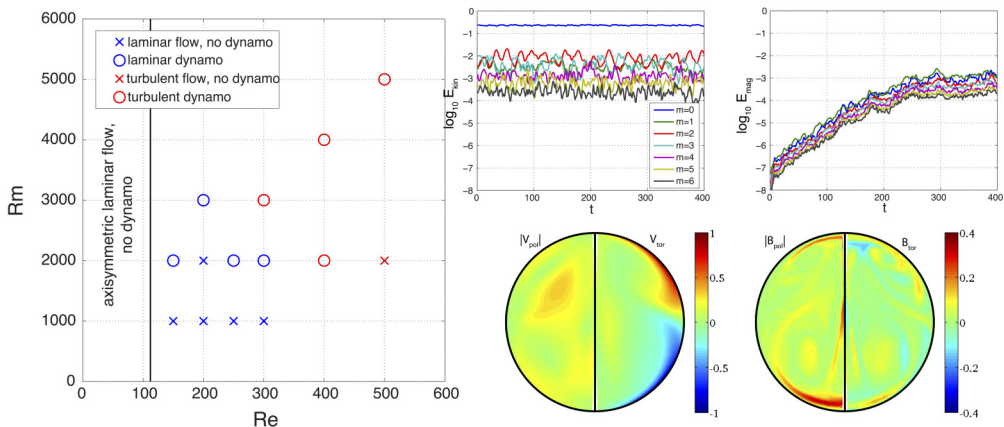 6000
5000
4000
3000
2000
1000
0
Rm
0
100
200
300
400
500
600
Re
laminar flow, no dynamo
laminar dynamo
turbulent flow, no dynamo
turbulent dynamo
axisymmetric laminar flow,
no dynamo
0
-1
-2
-3
-4
-5
-6
-7
-8
log10 Ekin
0
100
200
300
400
t
m=0
m=1
m=2
m=3
m=4
m=5
m=6
0
-1
-2
-3
-4
-5
-6
-7
-8
log10 Emag
0
100
200
300
400
t
|Vpol|
Vtor
1
0.5
0
-0.5
-1
|Bpol|
Btor
0.4
0.2
0
-0.2
-0.4